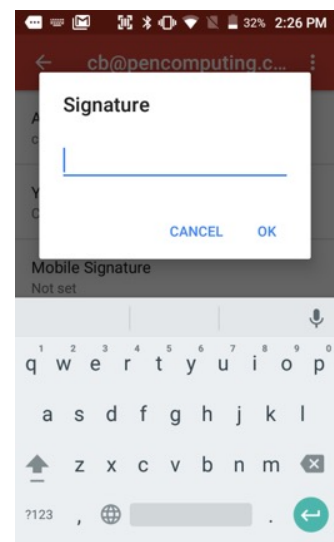 32% 2:26 PM
cb@pencomputing.c...
Signature
CANCEL OK
Mobile Signature
Not set
1 2 3 4 5 6 7 8 9 0
q w e r t y u i o p
a s d f g h j k l
z x c v b n m
?123 , .